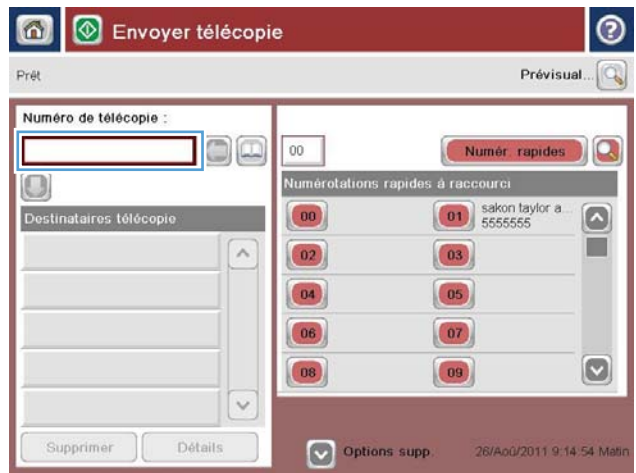 Envoyer télécopie
?
Prêt
Prévisual...
Numéro de télécopie :
00
Numér. rapides
Destinataires télécopie
Numérotations rapides à raccourci
00
01 sakon taylor a...
5555555
02
03
04
05
06
07
08
09
Supprimer
Détails
Options supp.
26/Aoû/2011 9:14:54 Matin